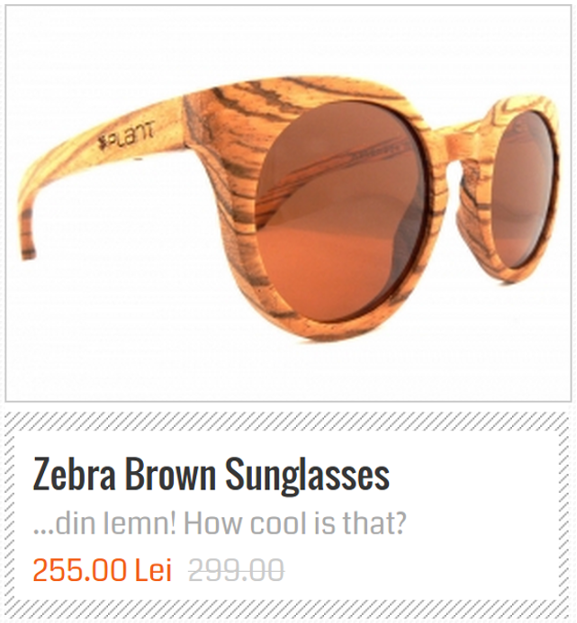 PLANT
Zebra Brown Sunglasses
...din lemn! How cool is that?
255.00 Lei 299.00